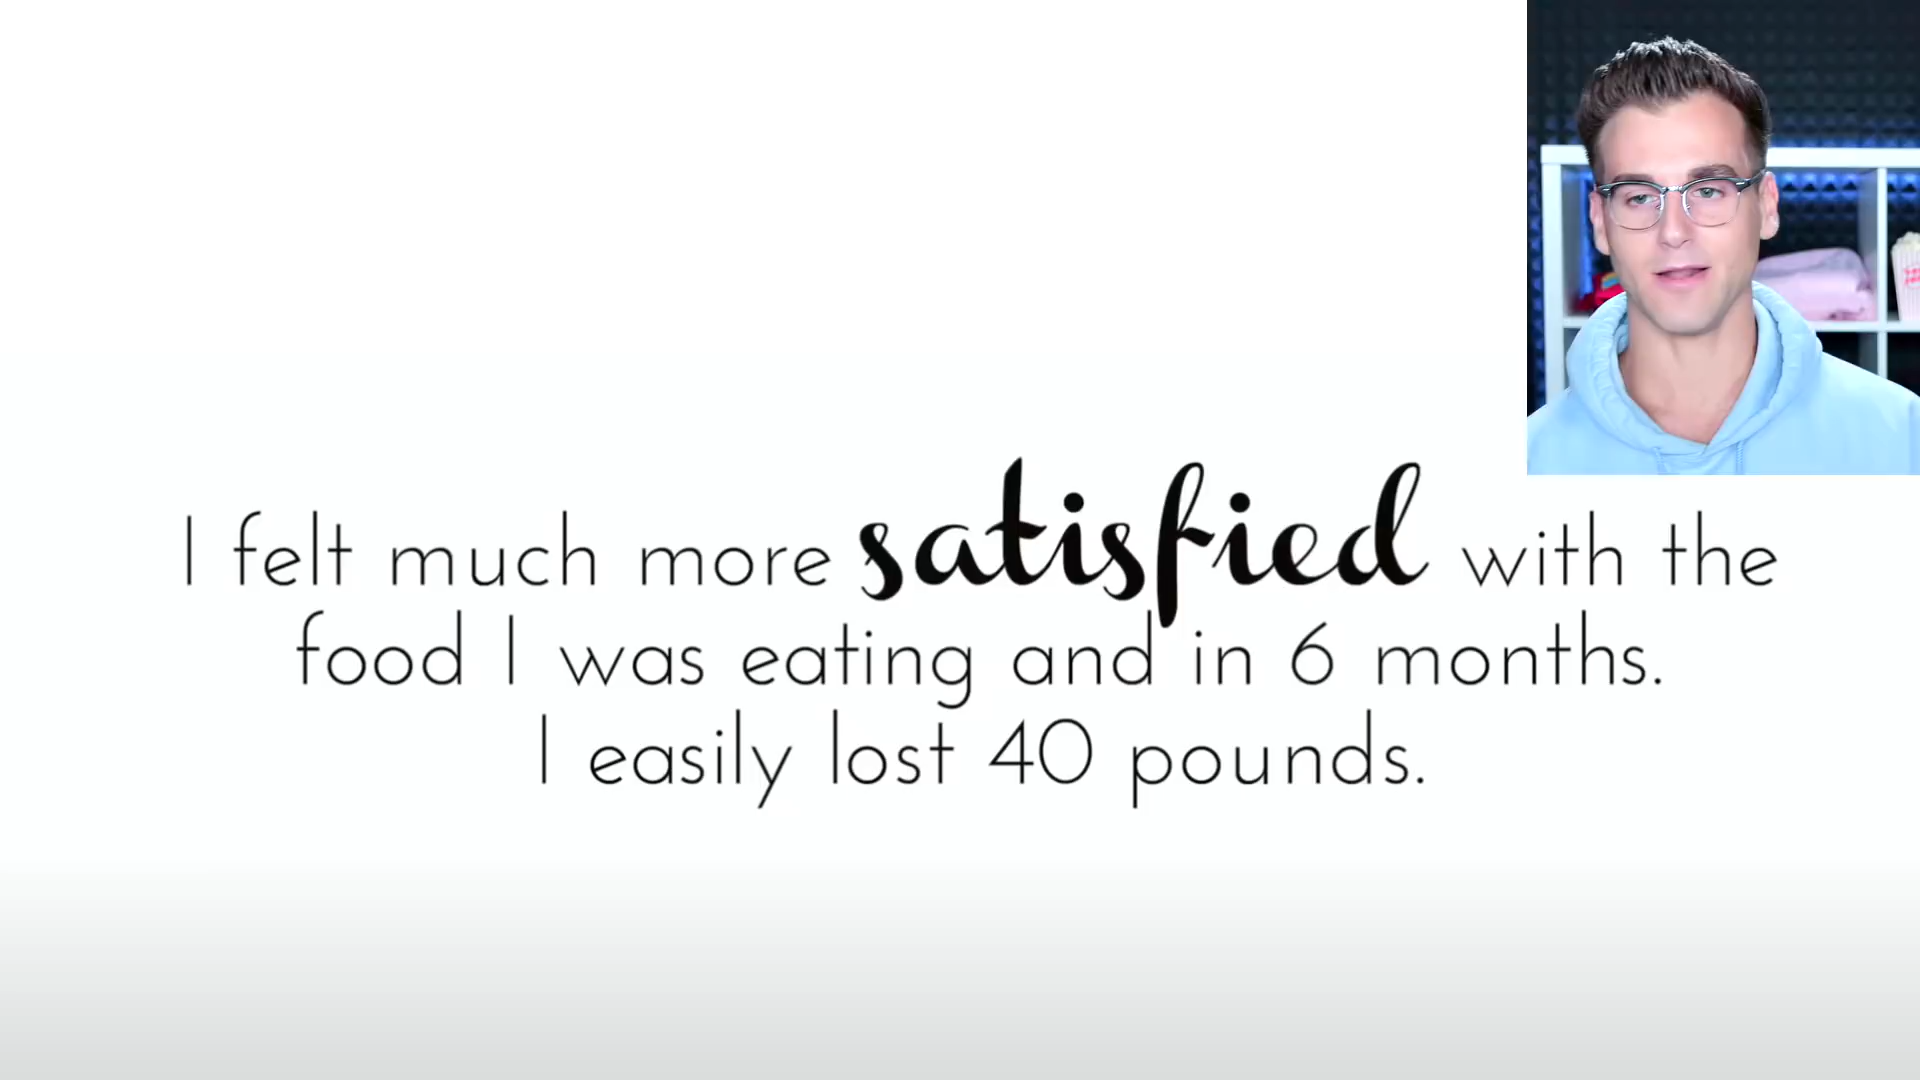 I felt much more satisfied with the
food I was eating and in 6 months.
I easily lost 40 pounds.